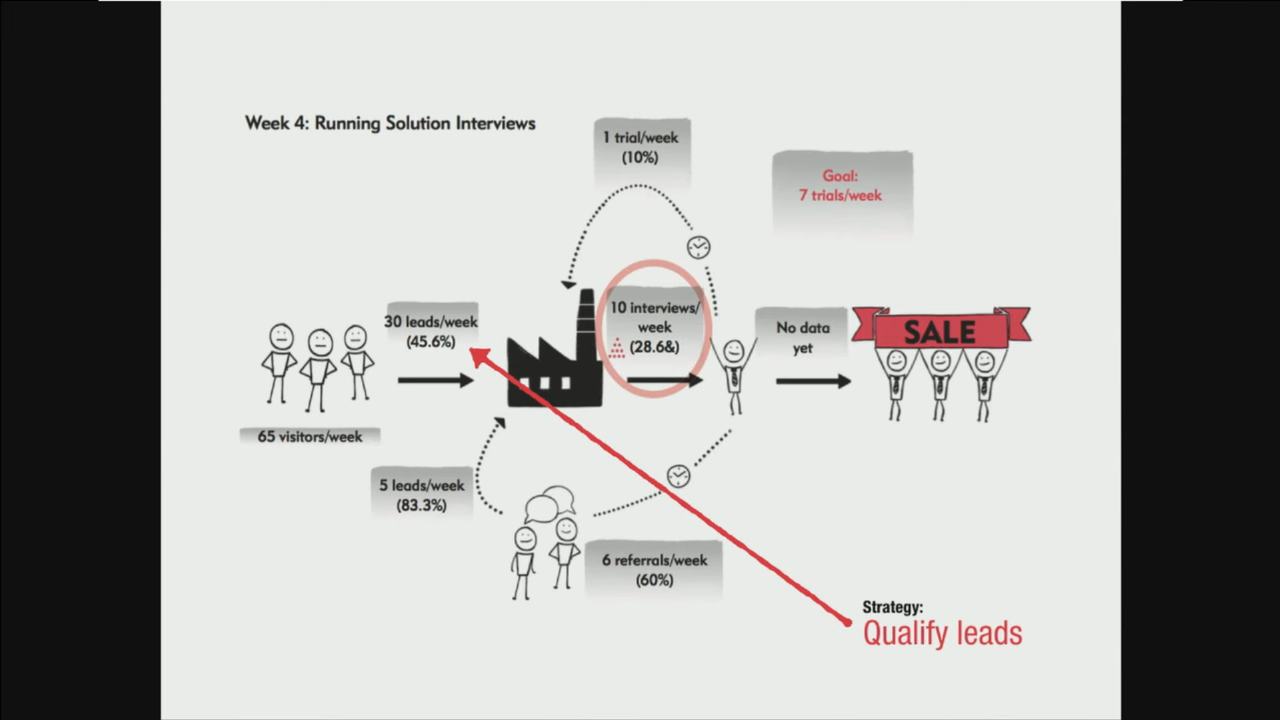 Week 4: Running Solution Interviews
1 trial/week
(10%)
Goal:
7 trials/week
30 leads/week
(45.6%)
10 interviews/
week
(28.6&)
No data
yet
SALE
65 visitors/week
5 leads/week
(83.3%)
6 referrals/week
(60%)
Strategy:
Qualify leads